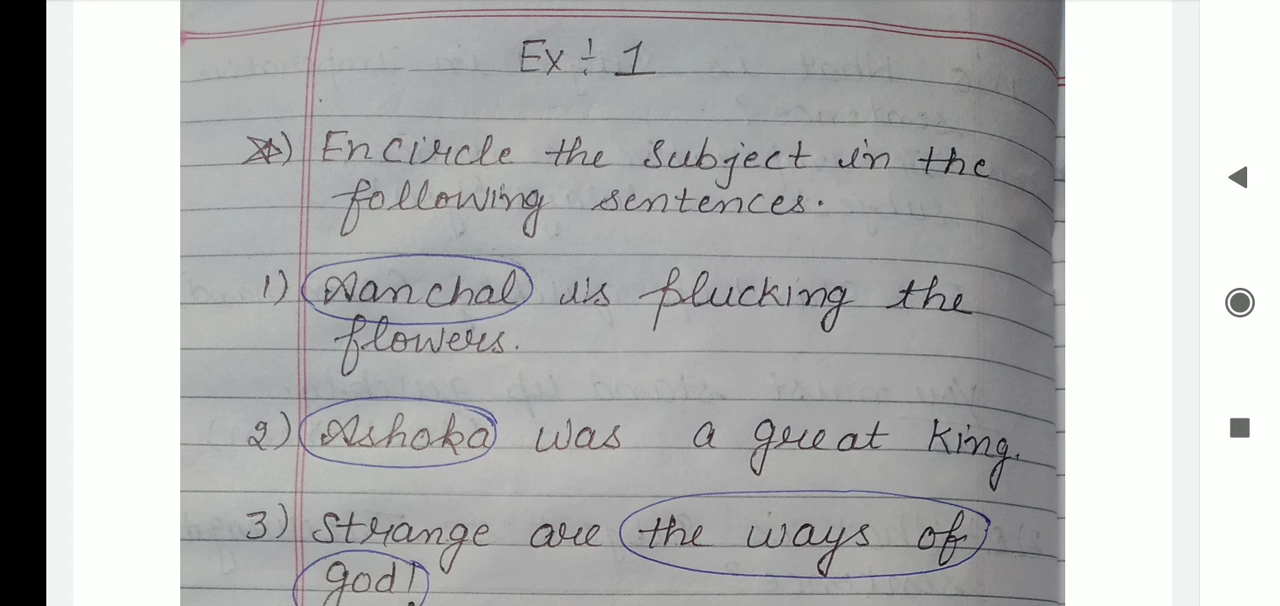 Ex ÷ 1
Encircle the subject in the
following sentences.
1) Aanchal is plucking the
flowers.
2) Ashoka was a great king.
3) Strange are the ways of
god!